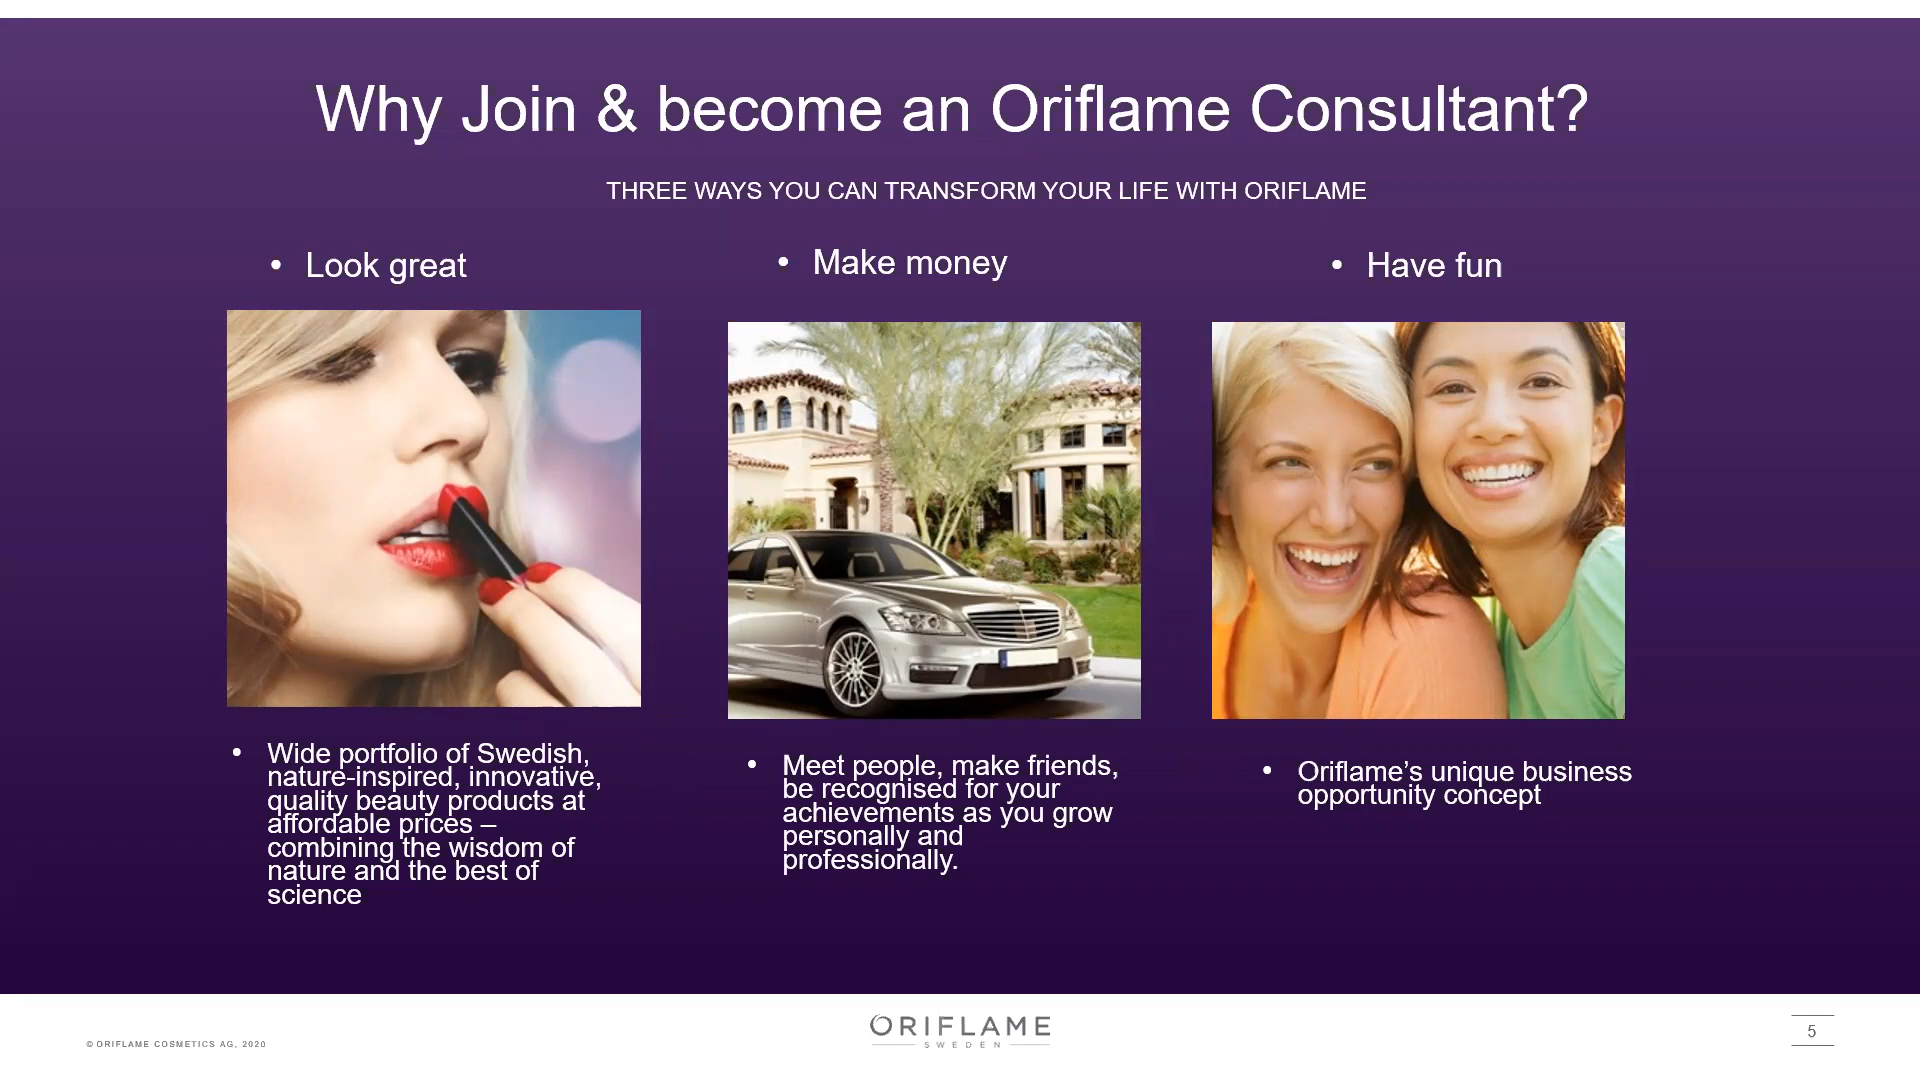 Why Join & become an Oriflame Consultant?
THREE WAYS YOU CAN TRANSFORM YOUR LIFE WITH ORIFLAME
• Look great
• Make money
• Have fun
• Wide portfolio of Swedish,
nature-inspired, innovative,
quality beauty products at
affordable prices –
combining the wisdom of
nature and the best of
science
• Meet people, make friends,
be recognised for your
achievements as you grow
personally and
professionally.
• Oriflame’s unique business
opportunity concept
© ORIFLAME COSMETICS AG, 2020
ORIFLAME
SWEDEN
5